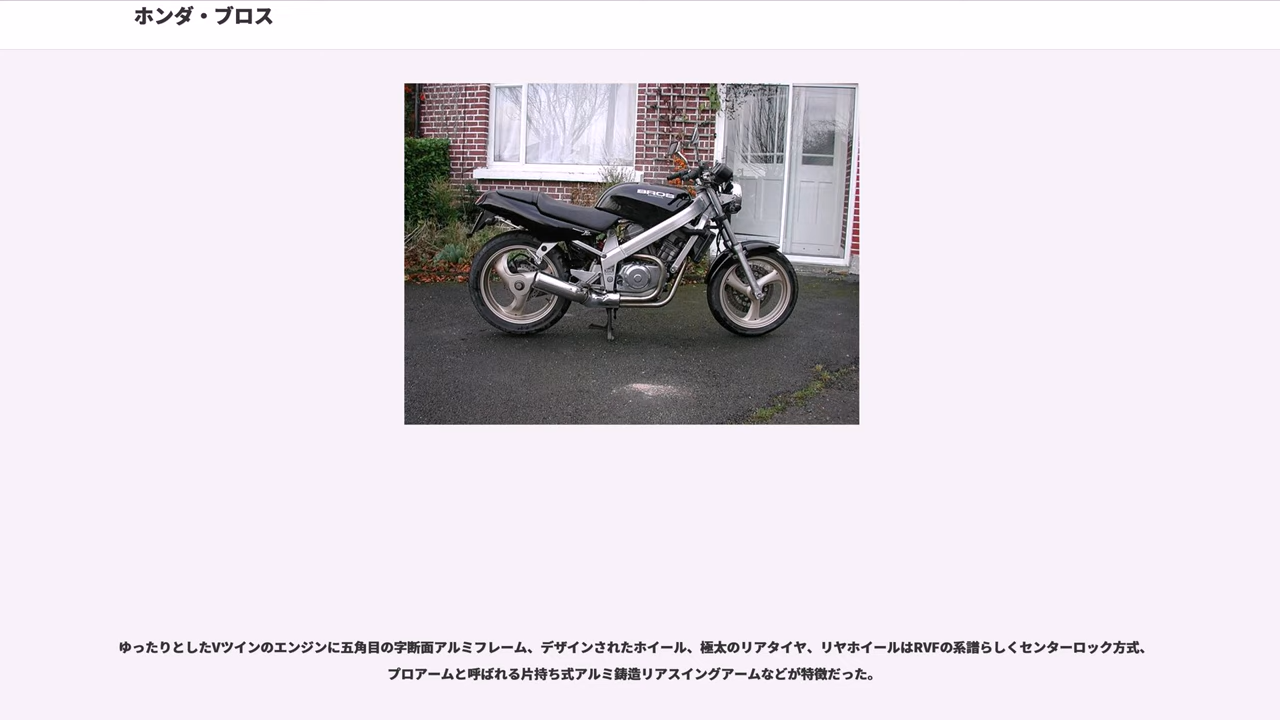 ホンダ・ブロス
BROS
ゆったりとしたVツインのエンジンに五角目の字断面アルミフレーム、デザインされたホイール、極太のリアタイヤ、リヤホイールはRVFの系譜らしくセンターロック方式、
プロアームと呼ばれる片持ち式アルミ鋳造リアスイングアームなどが特徴だった。